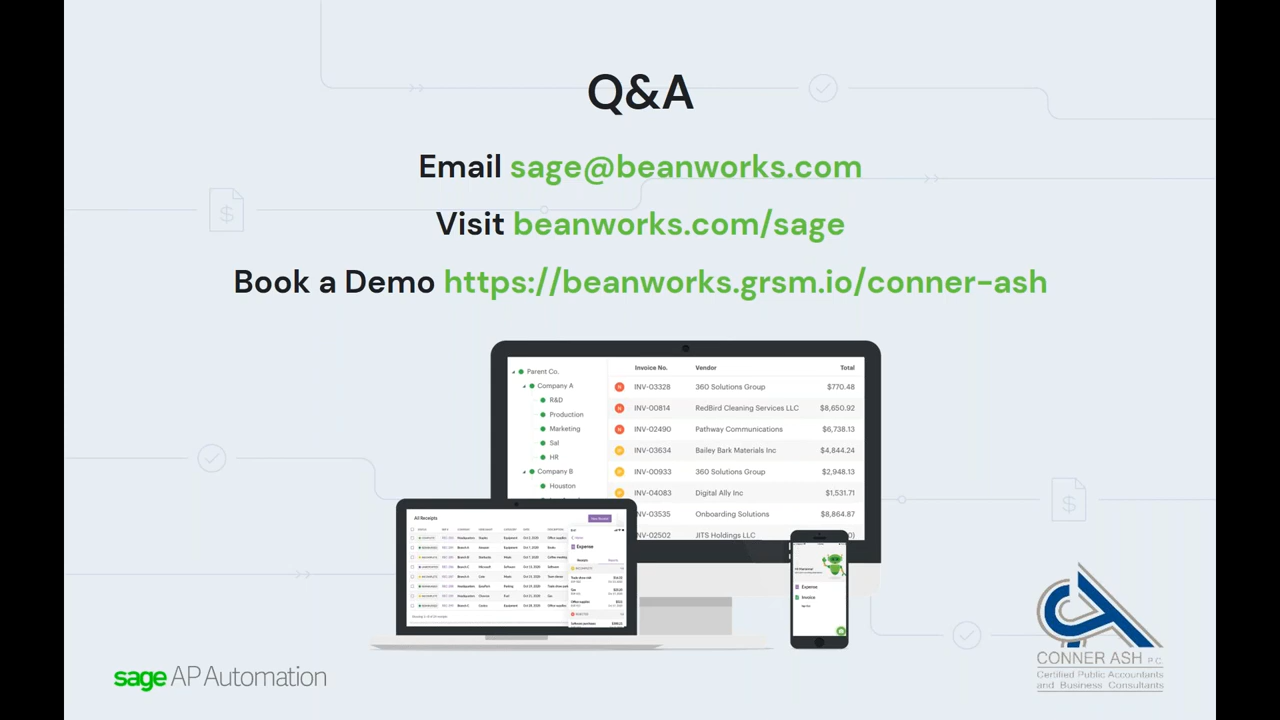 Q&A
Email sage@beanworks.com
Visit beanworks.com/sage
Book a Demo https://beanworks.grsm.io/conner-ash
Parent Co.
Company A
R&D
Production
Marketing
Sal
HR
Company B
Houston
Invoice No. Vendor Total
N INV-03328 360 Solutions Group $770.48
N INV-00814 RedBird Cleaning Services LLC $8,650.92
N INV-02490 Pathway Communications $6,738.13
P INV-03634 Bailey Bark Materials Inc $4,844.24
P INV-00933 360 Solutions Group $2,948.13
P INV-04083 Digital Ally Inc $1,531.71
NV-03535 Onboarding Solutions $8,864.87
NV-02502 JITS Holdings LLC
All Receipts
Expense
Receipts
Expense
Invoice
sage AP Automation
CONNER ASH P.C.
Certified Public Accountants
and Business Consultants